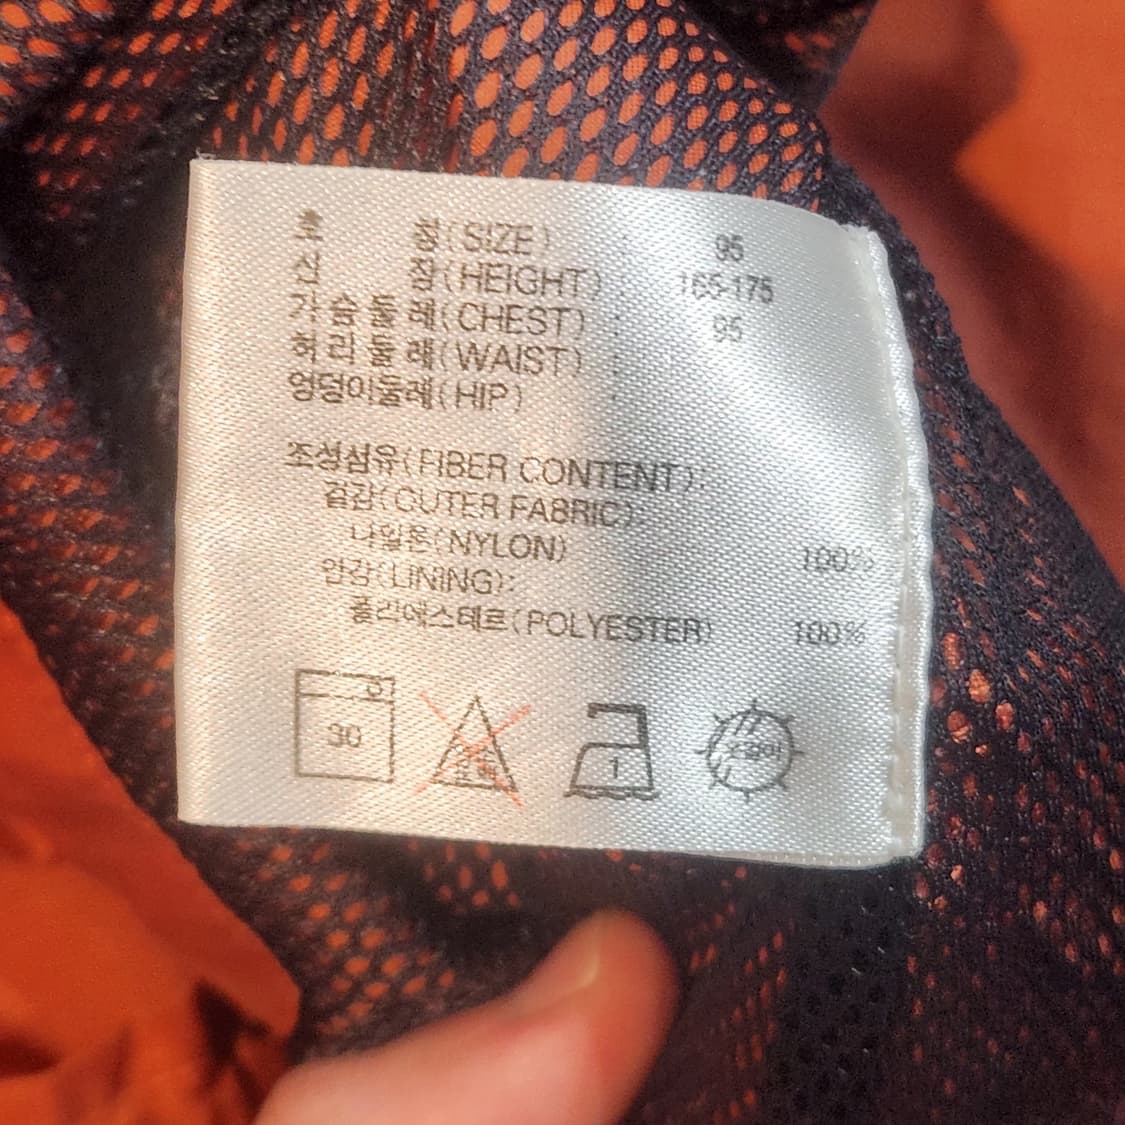 호 칭(SIZE) : 95
신 장(HEIGHT) : 165-175
가슴둘레(CHEST) : 95
허리둘레(WAIST) :
엉덩이둘레(HIP) :
조성섬유(FIBER CONTENT):
겉감(OUTER FABRIC):
나일론(NYLON) 100%
안감(LINING):
폴리에스테르(POLYESTER) 100%
30
1